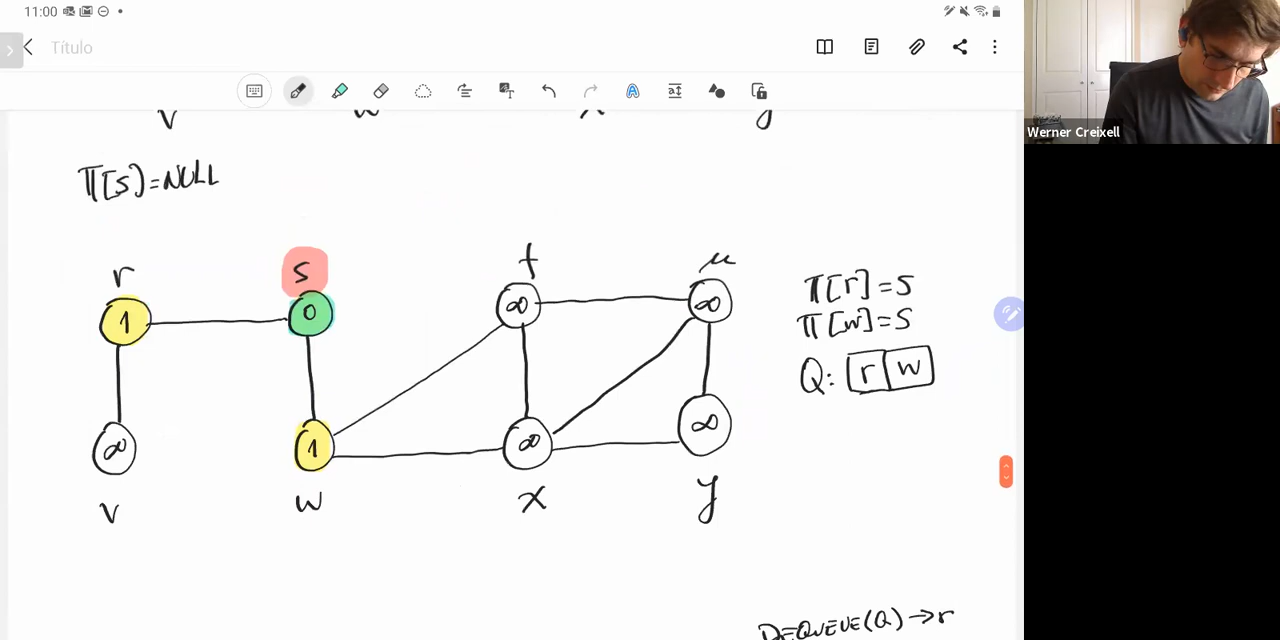 11:00
Título
v w x y
π[s]=NULL
r s t u
1 0 ∞ ∞
π[r]=s
π[w]=s
Q: r w
∞ 1 ∞ ∞
v w x y
DEQUEUE(Q)→r
Werner Creixell